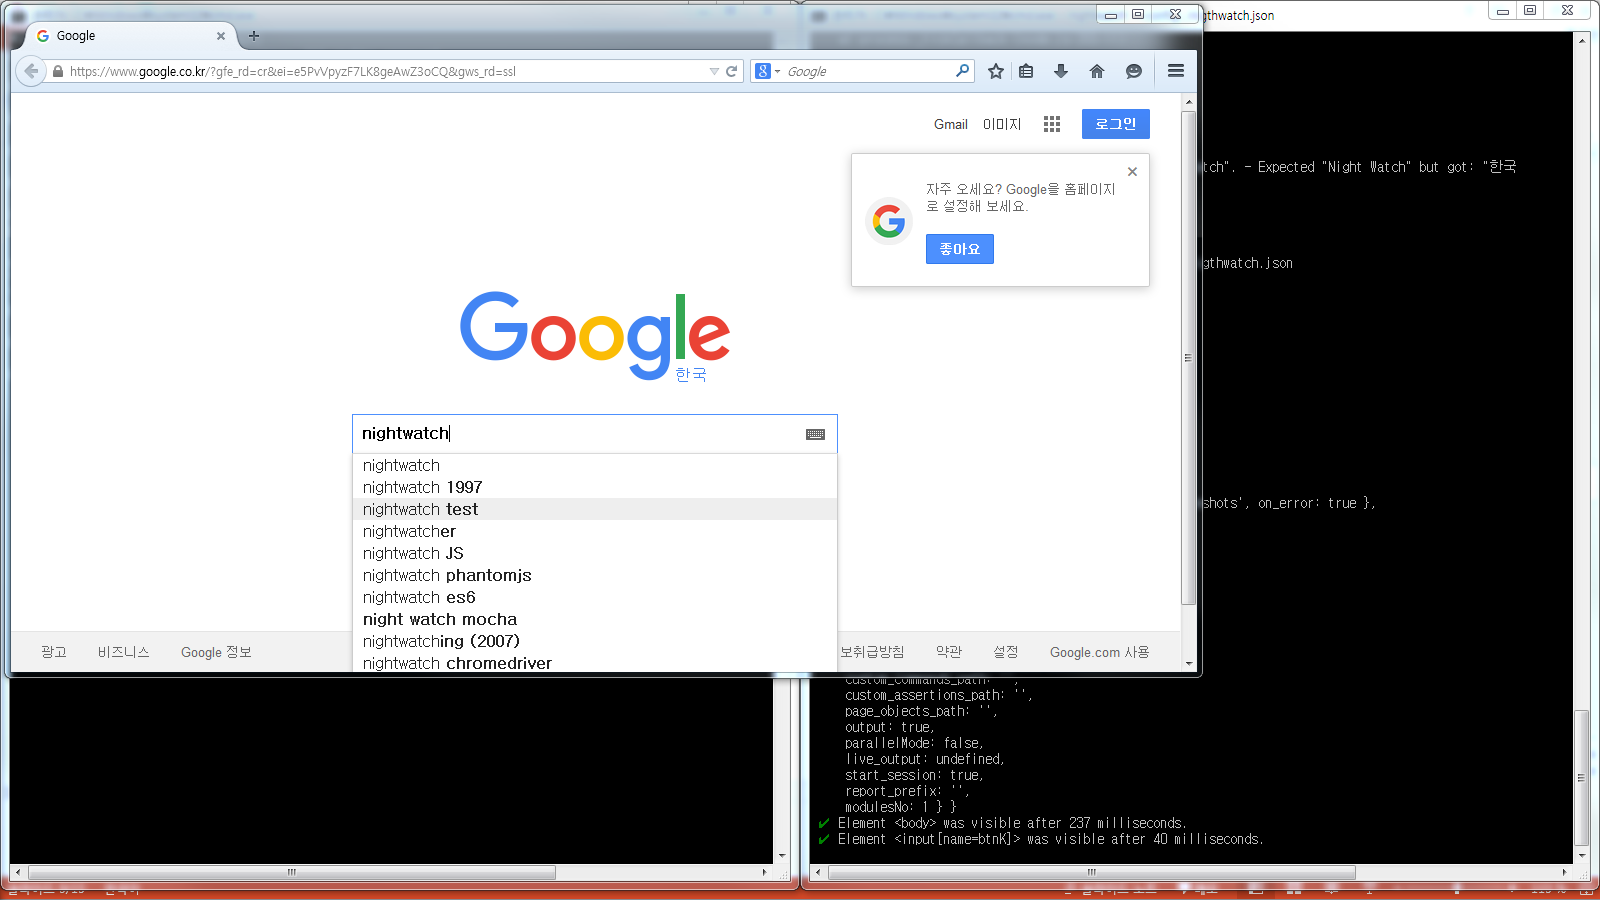 Google
https://www.google.co.kr/?gfe_rd=cr&ei=e5PvVpyzF7LK8geAwZ3oCQ&gws_rd=ssl
Google
Gmail 이미지 로그인
자주 오세요? Google을 홈페이지
로 설정해 보세요.
좋아요
Google
한국
nightwatch
nightwatch
nightwatch 1997
nightwatch test
nightwatcher
nightwatch JS
nightwatch phantomjs
nightwatch es6
night watch mocha
nightwatching (2007)
nightwatch chromedriver
광고 비즈니스 Google 정보
보취급방침 약관 설정 Google.com 사용
gthwatch.json
tch". - Expected "Night Watch" but got: "한국
gthwatch.json
shots', on_error: true },
custom_commands_path: '',
custom_assertions_path: '',
page_objects_path: '',
output: true,
parallelMode: false,
live_output: undefined,
start_session: true,
report_prefix: '',
modulesNo: 1 } }
✔ Element <body> was visible after 237 milliseconds.
✔ Element <input[name=btnK]> was visible after 40 milliseconds.